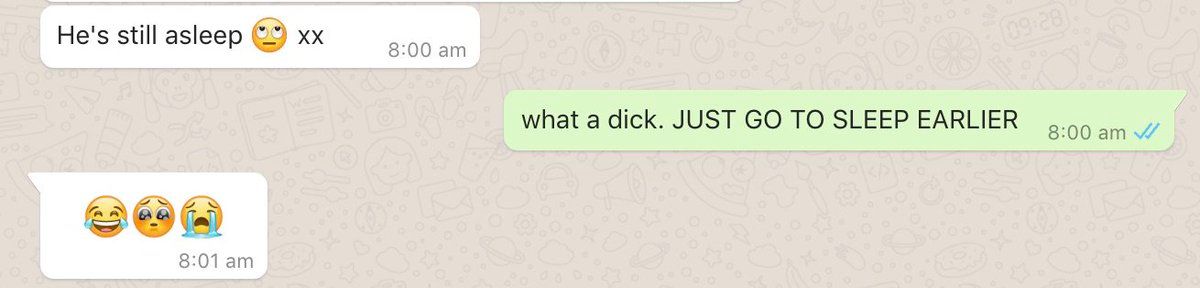 He's still asleep 🙄 xx
8:00 am
what a dick. JUST GO TO SLEEP EARLIER
8:00 am
😂🥺😭
8:01 am